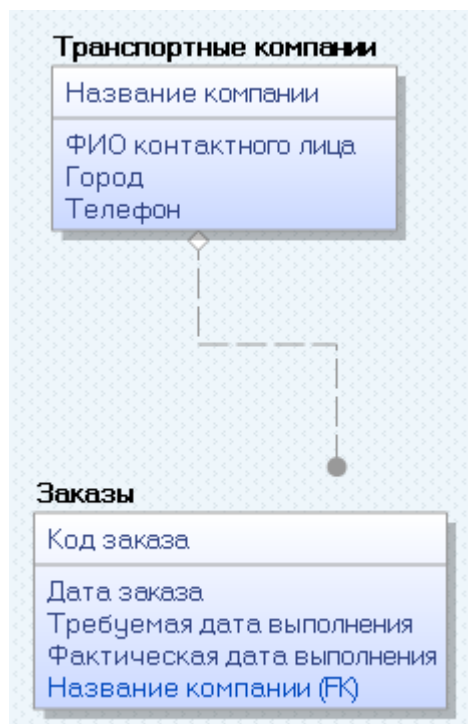 Транспортные компании
Название компании
ФИО контактного лица
Город
Телефон
Заказы
Код заказа
Дата заказа
Требуемая дата выполнения
Фактическая дата выполнения
Название компании (FK)